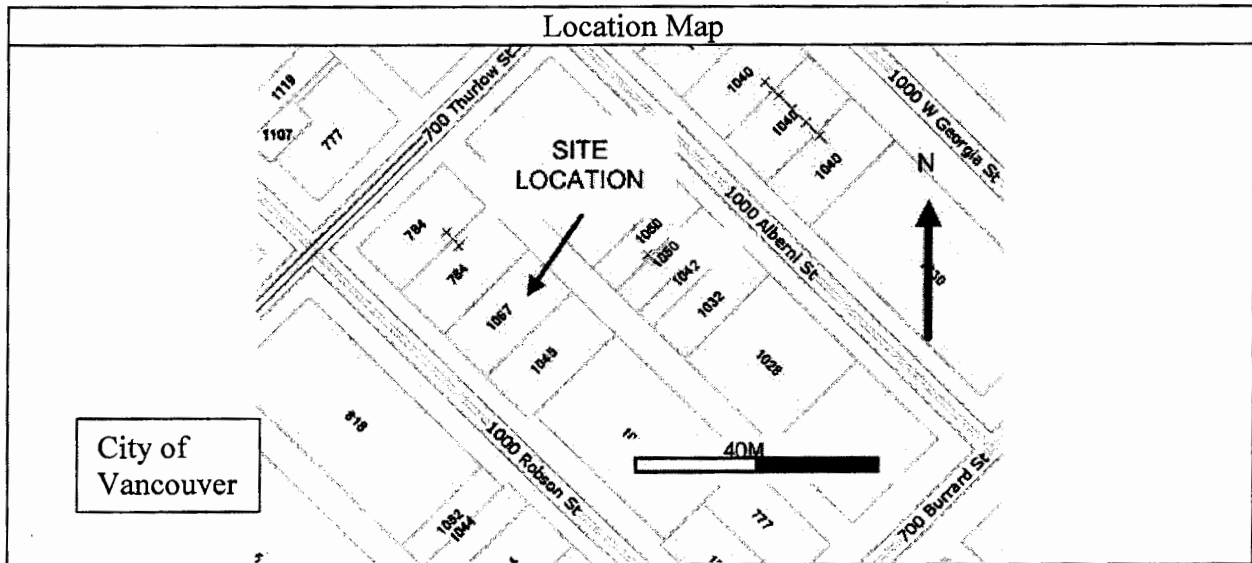 Location Map
1119
1107
777
700 Thurlow St
1040
1040
1040
1000 W Georgia St
SITE
LOCATION
N
784
784
1060
1050
1042
1032
1000 Alberni St
1067
1045
1028
818
1000 Robson St
40M
City of
Vancouver
1052
1044
777
700 Burrard St